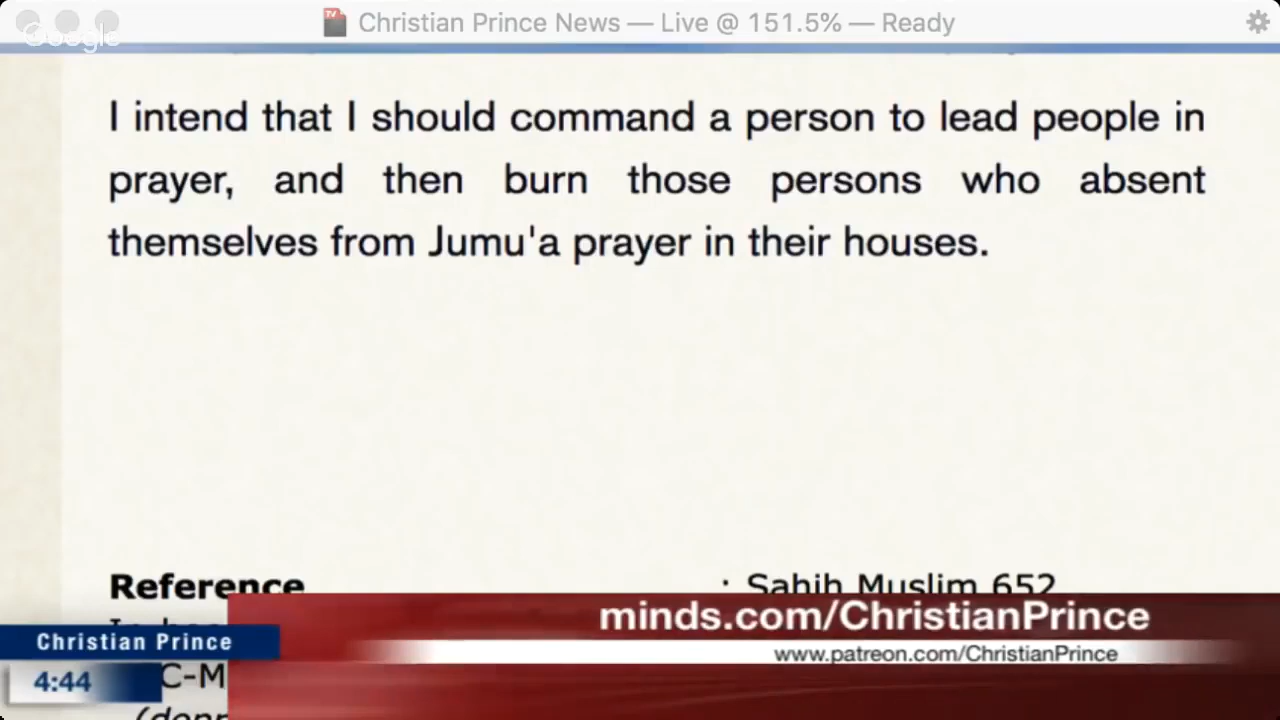 Christian Prince News — Live @ 151.5% — Ready
Google
I intend that I should command a person to lead people in
prayer, and then burn those persons who absent
themselves from Jumu'a prayer in their houses.
Reference : Sahih Muslim 652
minds.com/ChristianPrince
Christian Prince
www.patreon.com/ChristianPrince
4:44
C-M